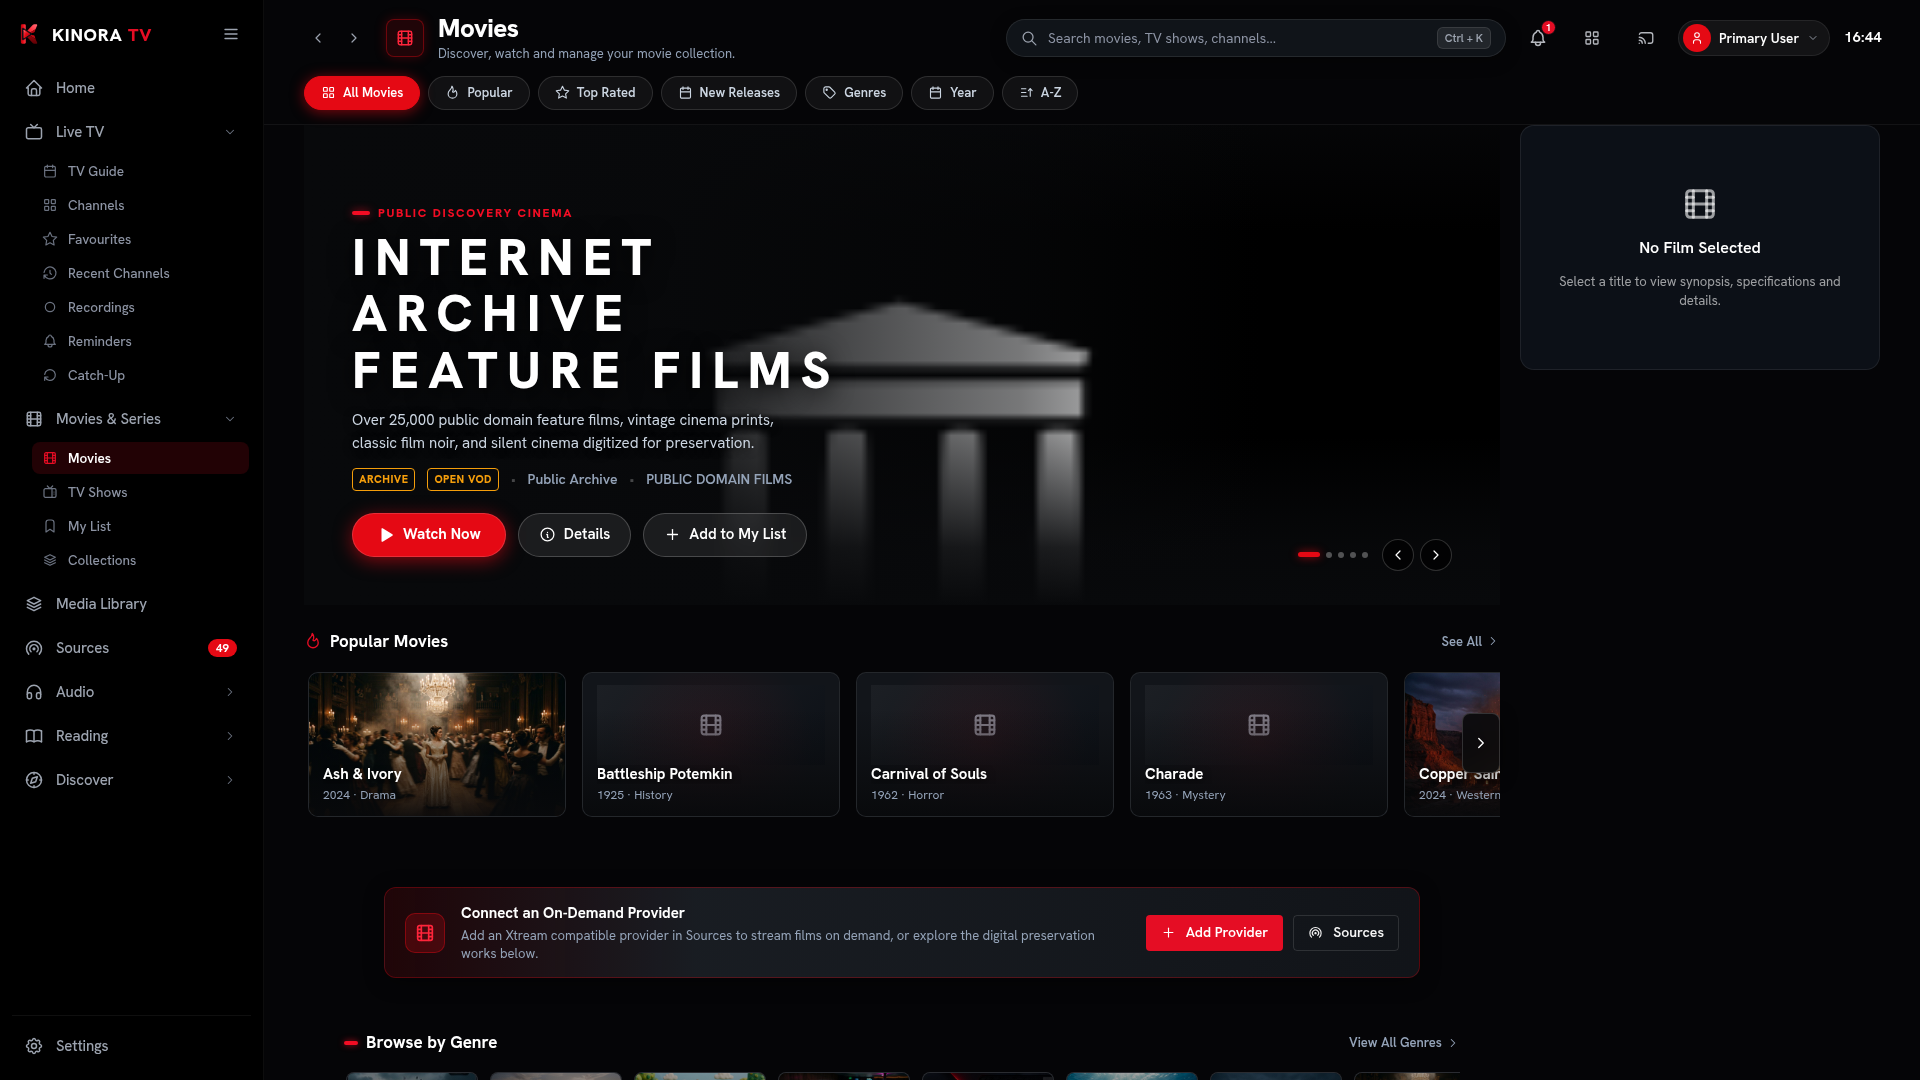 KINORA TV
Home
Live TV
TV Guide
Channels
Favourites
Recent Channels
Recordings
Reminders
Catch-Up
Movies & Series
Movies
TV Shows
My List
Collections
Media Library
Sources 49
Audio
Reading
Discover
Settings
Movies
Discover, watch and manage your movie collection.
Search movies, TV shows, channels... Ctrl + K
1
Primary User
16:44
All Movies Popular Top Rated New Releases Genres Year A-Z
PUBLIC DISCOVERY CINEMA
INTERNET
ARCHIVE
FEATURE FILMS
Over 25,000 public domain feature films, vintage cinema prints,
classic film noir, and silent cinema digitized for preservation.
ARCHIVE OPEN VOD • Public Archive • PUBLIC DOMAIN FILMS
Watch Now Details Add to My List
No Film Selected
Select a title to view synopsis, specifications and
details.
Popular Movies See All
Ash & Ivory
2024 · Drama
Battleship Potemkin
1925 · History
Carnival of Souls
1962 · Horror
Charade
1963 · Mystery
Copper
2024 · Western
Connect an On-Demand Provider
Add an Xtream compatible provider in Sources to stream films on demand, or explore the digital preservation
works below.
Add Provider Sources
Browse by Genre View All Genres